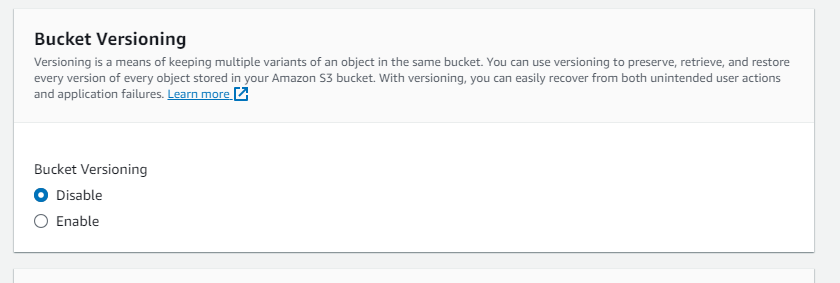 Bucket Versioning
Versioning is a means of keeping multiple variants of an object in the same bucket. You can use versioning to preserve, retrieve, and restore
every version of every object stored in your Amazon S3 bucket. With versioning, you can easily recover from both unintended user actions
and application failures. Learn more
Bucket Versioning
Disable
Enable